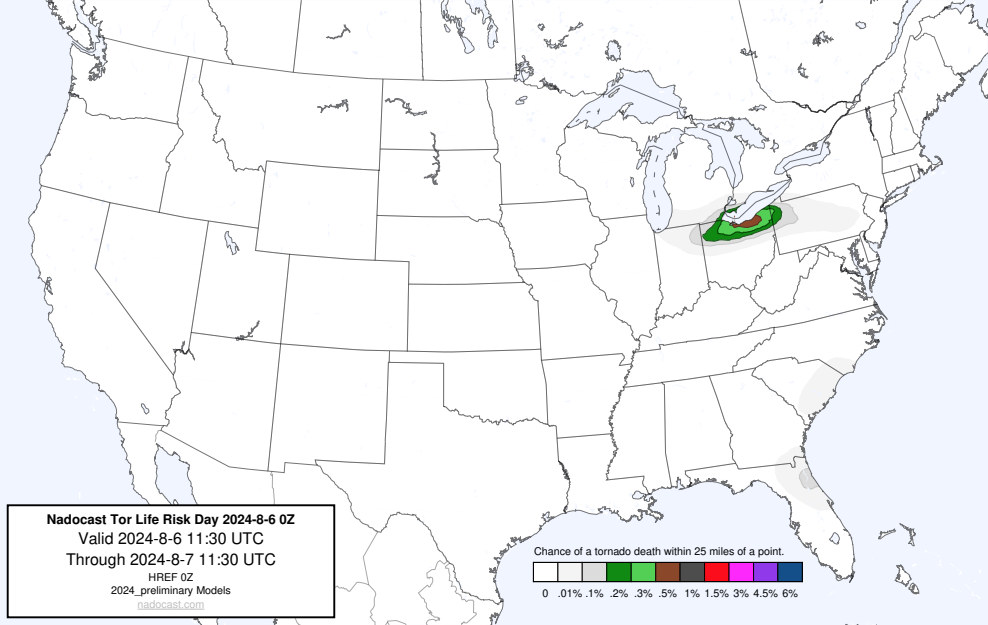 Nadocast Tor Life Risk Day 2024-8-6 0Z
Valid 2024-8-6 11:30 UTC
Through 2024-8-7 11:30 UTC
HREF 0Z
2024_preliminary Models
nadocast.com
Chance of a tornado death within 25 miles of a point.
0 .01% .1% .2% .3% .5% 1% 1.5% 3% 4.5% 6%